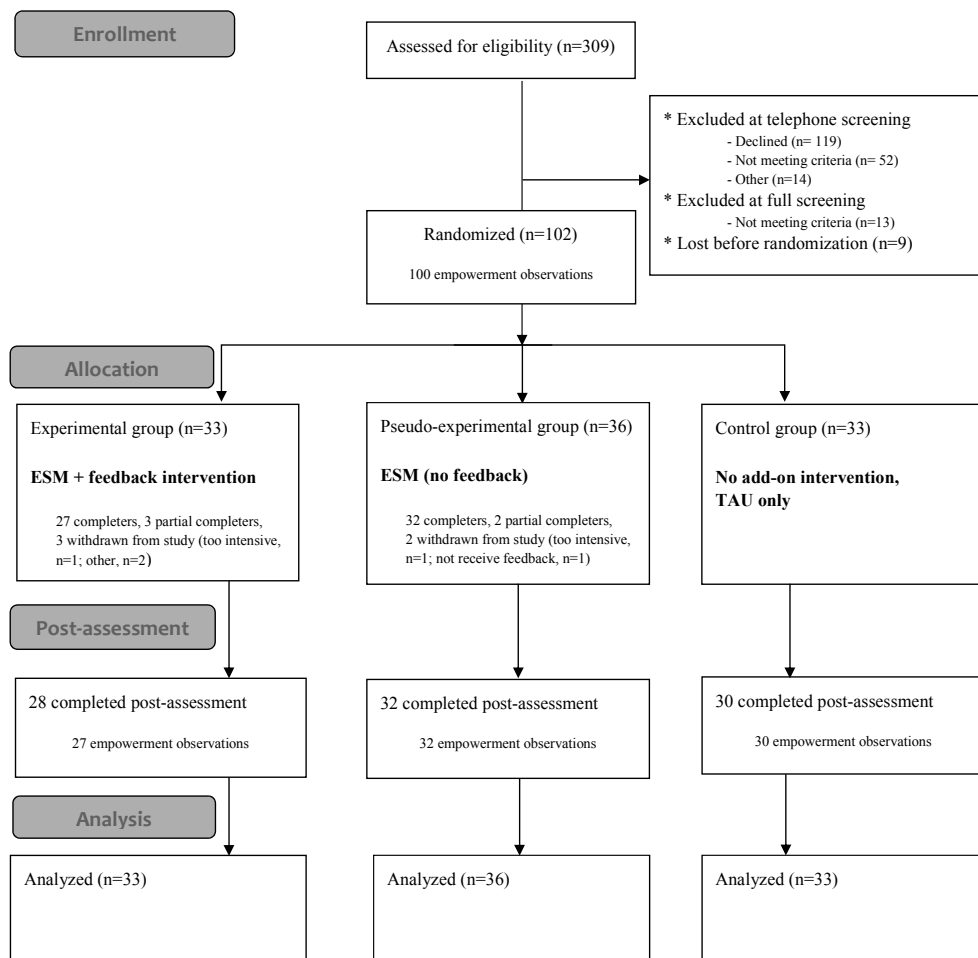 Enrollment
Assessed for eligibility (n=309)
* Excluded at telephone screening
- Declined (n= 119)
- Not meeting criteria (n= 52)
- Other (n=14)
* Excluded at full screening
- Not meeting criteria (n=13)
* Lost before randomization (n=9)
Randomized (n=102)
100 empowerment observations
Allocation
Experimental group (n=33)
ESM + feedback intervention
27 completers, 3 partial completers,
3 withdrawn from study (too intensive,
n=1; other, n=2)
Pseudo-experimental group (n=36)
ESM (no feedback)
32 completers, 2 partial completers,
2 withdrawn from study (too intensive,
n=1; not receive feedback, n=1)
Control group (n=33)
No add-on intervention,
TAU only
Post-assessment
28 completed post-assessment
27 empowerment observations
32 completed post-assessment
32 empowerment observations
30 completed post-assessment
30 empowerment observations
Analysis
Analyzed (n=33)
Analyzed (n=36)
Analyzed (n=33)